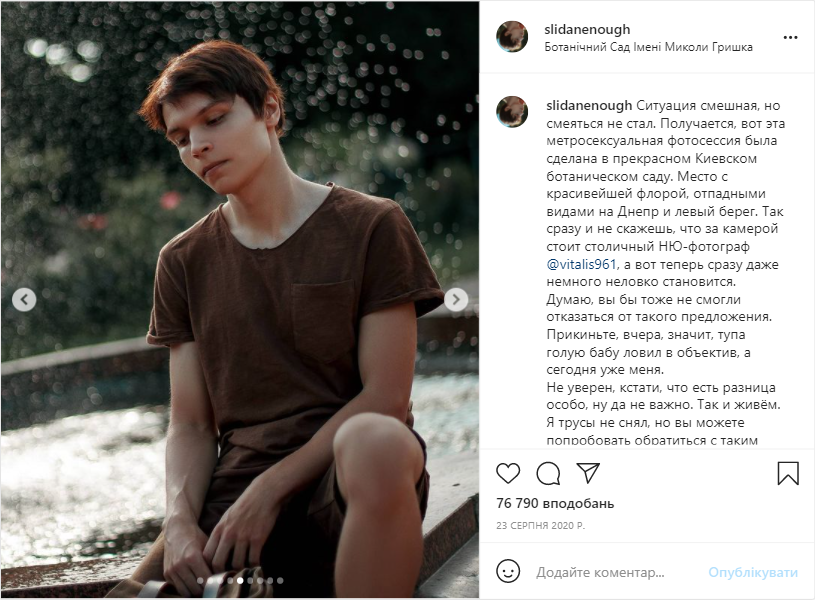 slidanenough
Ботанічний Сад Імені Миколи Гришка
slidanenough Ситуация смешная, но
смеяться не стал. Получается, вот эта
метросексуальная фотосессия была
сделана в прекрасном Киевском
ботаническом саду. Место с
красивейшей флорой, отпадными
видами на Днепр и левый берег. Так
сразу и не скажешь, что за камерой
стоит столичный НЮ-фотограф
@vitalis961, а вот теперь сразу даже
немного неловко становится.
Думаю, вы бы тоже не смогли
отказаться от такого предложения.
Прикиньте, вчера, значит, тупа
голую бабу ловил в объектив, а
сегодня уже меня.
Не уверен, кстати, что есть разница
особо, ну да не важно. Так и живём.
Я трусы не снял, но вы можете
попробовать обратиться с таким
76 790 вподобань
23 СЕРПНЯ 2020 Р.
Додайте коментар...
Опублікувати